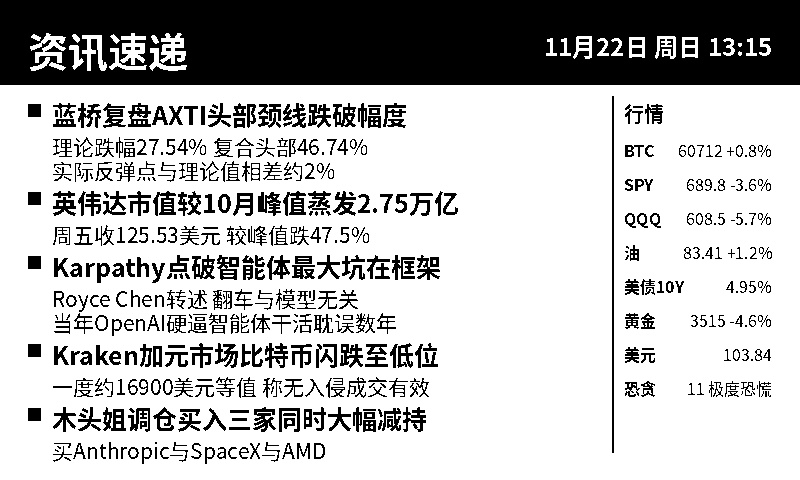 资讯速递
11月22日 周日 13:15
蓝桥复盘AXTI头部颈线跌破幅度
理论跌幅27.54% 复合头部46.74%
实际反弹点与理论值相差约2%
英伟达市值较10月峰值蒸发2.75万亿
周五收125.53美元 较峰值跌47.5%
Karpathy点破智能体最大坑在框架
Royce Chen转述 翻车与模型无关
当年OpenAI硬逼智能体干活耽误数年
Kraken加元市场比特币闪跌至低位
一度约16900美元等值 称无入侵成交有效
木头姐调仓买入三家同时大幅减持
买Anthropic与SpaceX与AMD
行情
BTC 60712 +0.8%
SPY 689.8 -3.6%
QQQ 608.5 -5.7%
油 83.41 +1.2%
美债10Y 4.95%
黄金 3515 -4.6%
美元 103.84
恐贪 11 极度恐慌